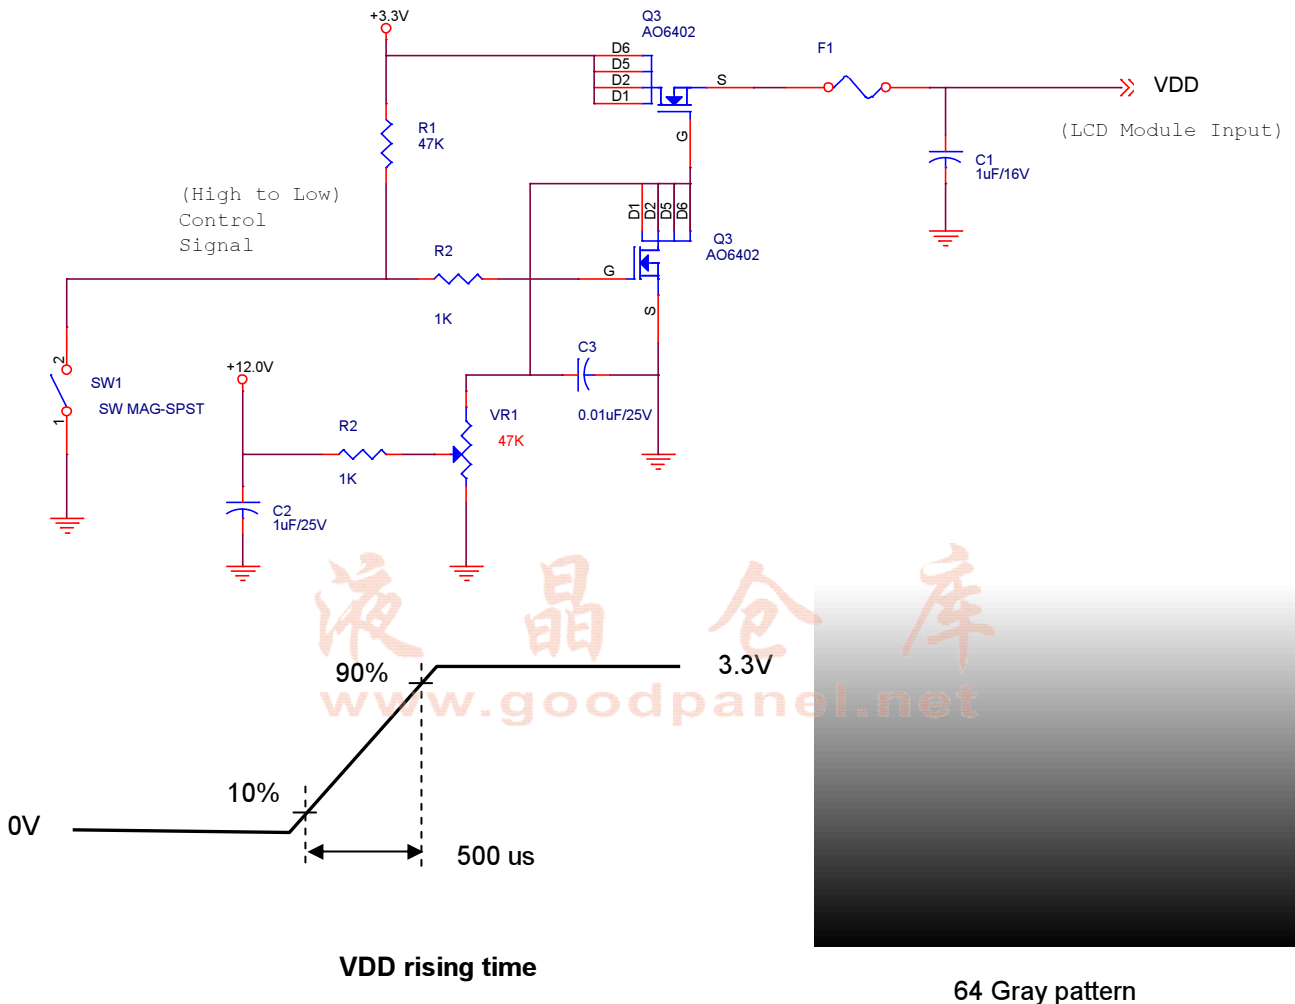 +3.3V
Q3
AO6402
D6
D5
D2
D1
S
G
F1
VDD
(LCD Module Input)
R1
47K
C1
1uF/16V
(High to Low)
Control
Signal
D1
D2
D5
D6
Q3
AO6402
R2
1K
G
S
2
1
SW1
SW MAG-SPST
+12.0V
C3
0.01uF/25V
R2
1K
VR1
47K
C2
1uF/25V
液晶仓库
www.goodpanel.net
90%
3.3V
10%
0V
500 us
VDD rising time
64 Gray pattern